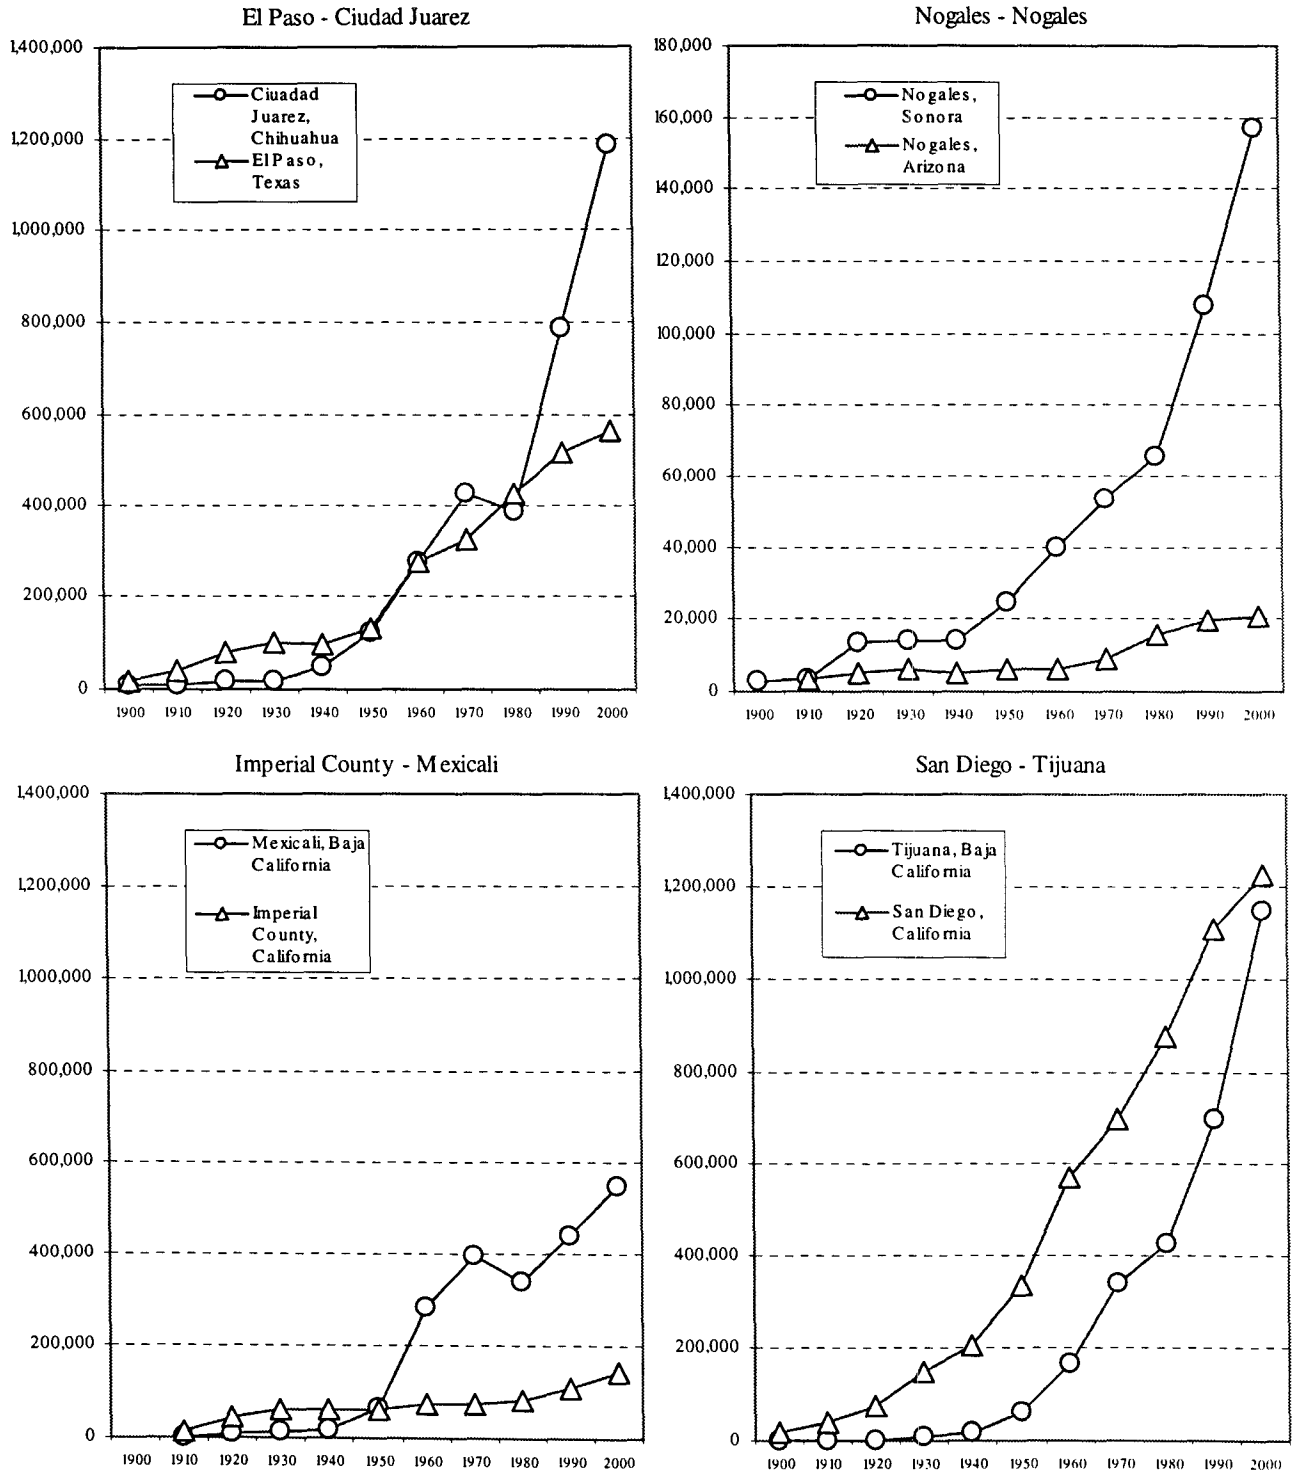 El Paso - Ciudad Juarez
1,400,000
1,200,000
1,000,000
800,000
600,000
400,000
200,000
0
Ciuadad
Juarez,
Chihuahua
El Paso,
Texas
1900 1910 1920 1930 1940 1950 1960 1970 1980 1990 2000
Nogales - Nogales
180,000
160,000
140,000
120,000
100,000
80,000
60,000
40,000
20,000
0
Nogales,
Sonora
Nogales,
Arizona
1900 1910 1920 1930 1940 1950 1960 1970 1980 1990 2000
Imperial County - Mexicali
1,400,000
1,200,000
1,000,000
800,000
600,000
400,000
200,000
0
Mexicali, Baja
California
Imperial
County,
California
1900 1910 1920 1930 1940 1950 1960 1970 1980 1990 2000
San Diego - Tijuana
1,400,000
1,200,000
1,000,000
800,000
600,000
400,000
200,000
0
Tijuana, Baja
California
San Diego,
California
1900 1910 1920 1930 1940 1950 1960 1970 1980 1990 2000